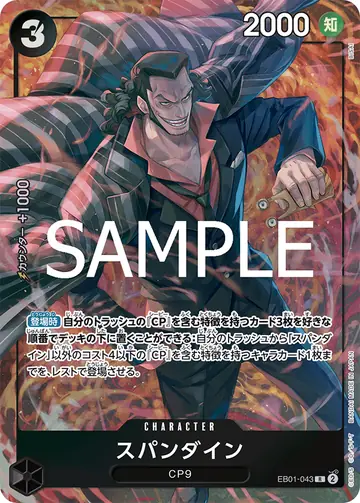 3
2000
知
カウンター +1000
SAMPLE
登場時 自分のトラッシュの「CP」を含む特徴を持つカード3枚を好きな
順番でデッキの下に置くことができる：自分のトラッシュから「スパンダ
イン」以外のコスト4以下の「CP」を含む特徴を持つキャラカード1枚ま
でを、レストで登場させる。
CHARACTER
スパンダイン
CP9
EB01-043 R 2